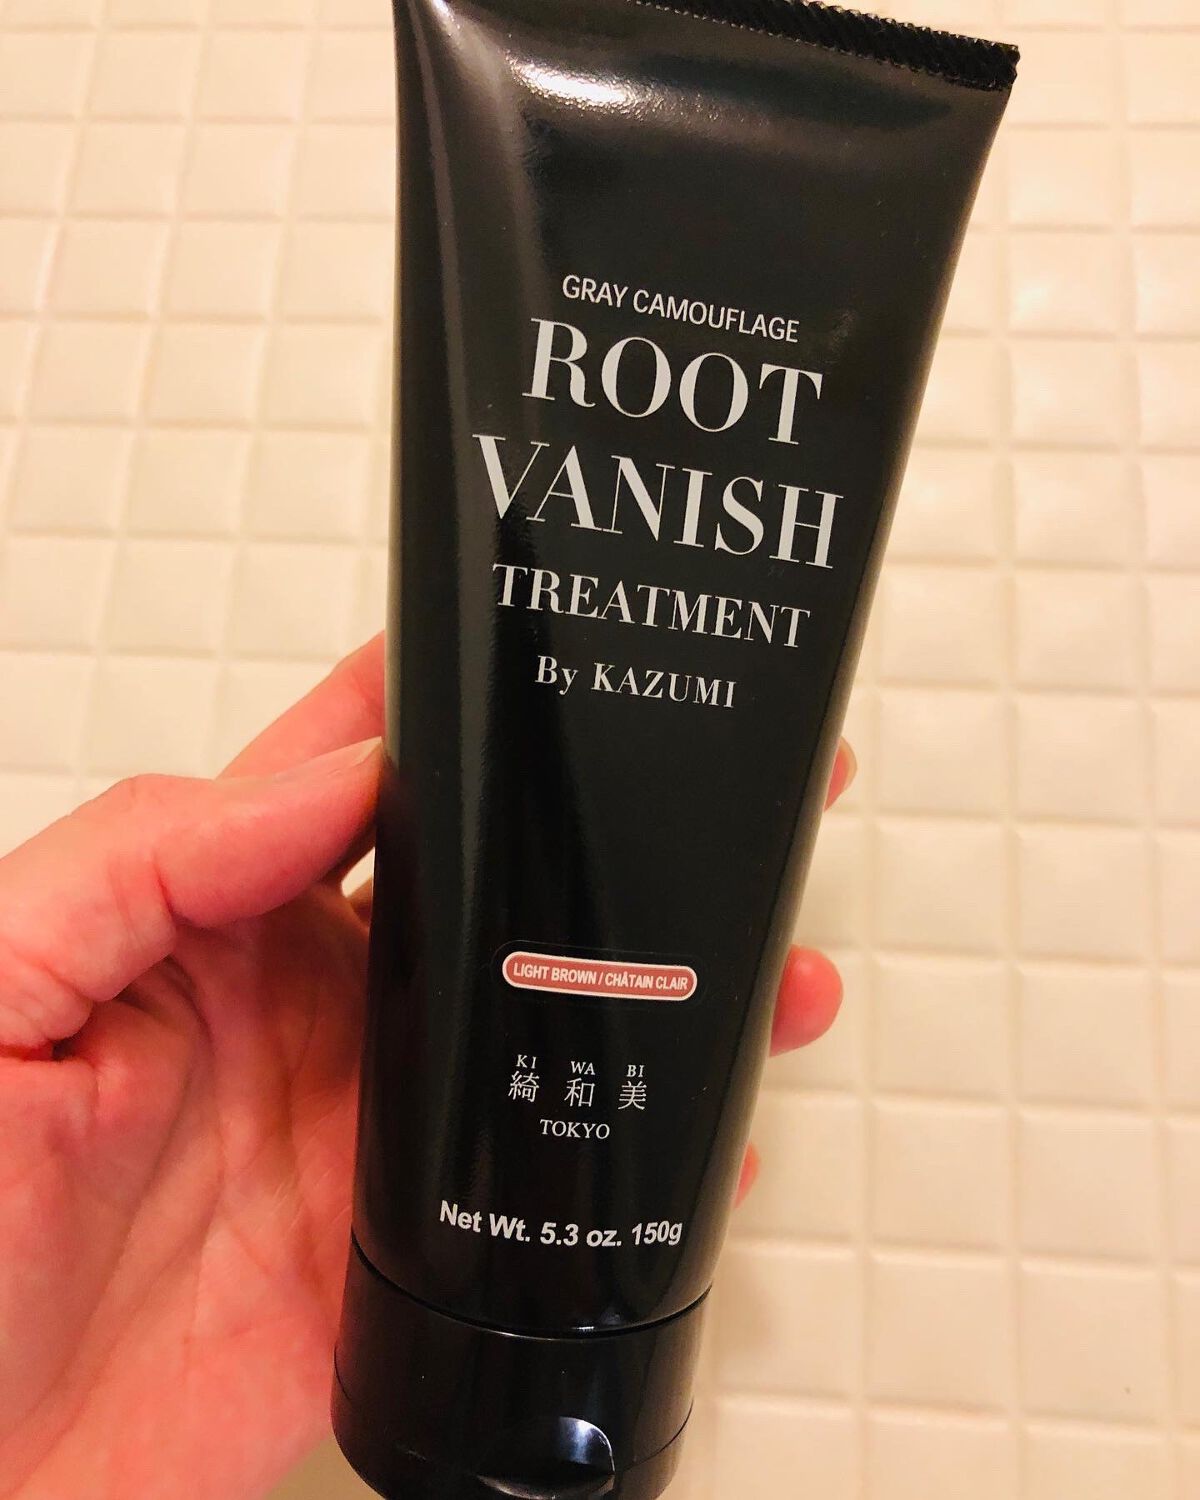 GRAY CAMOUFLAGE
ROOT
VANISH
TREATMENT
By KAZUMI
LIGHT BROWN / CHÂTAIN CLAIR
KI WA BI
綺和美
TOKYO
Net Wt. 5.3 oz. 150g